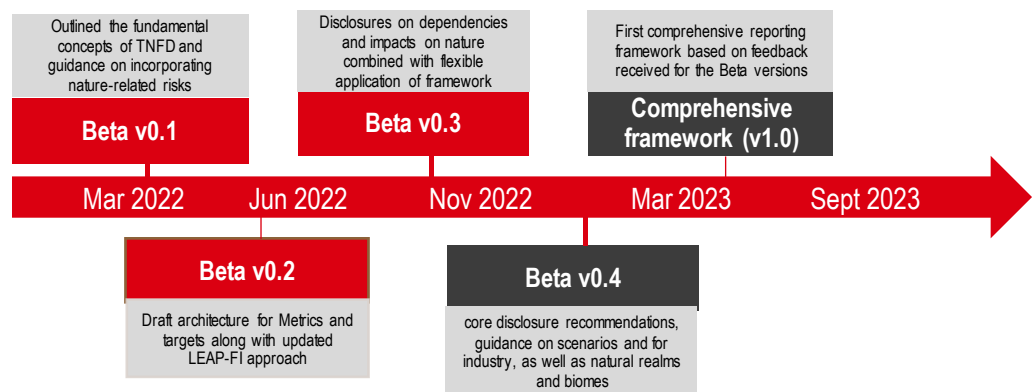 Outlined the fundamental
concepts of TNFD and
guidance on incorporating
nature-related risks
Beta v0.1
Disclosures on dependencies
and impacts on nature
combined with flexible
application of framework
Beta v0.3
First comprehensive reporting
framework based on feedback
received for the Beta versions
Comprehensive
framework (v1.0)
Mar 2022
Jun 2022
Nov 2022
Mar 2023
Sept 2023
Beta v0.2
Draft architecture for Metrics and
targets along with updated
LEAP-FI approach
Beta v0.4
core disclosure recommendations,
guidance on scenarios and for
industry, as well as natural realms
and biomes